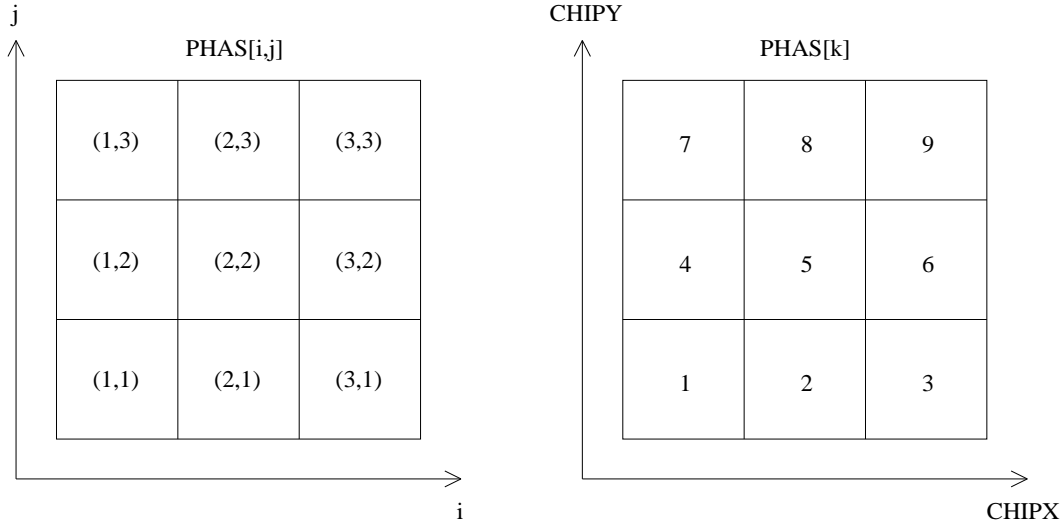 j
PHAS[i,j]
(1,3) (2,3) (3,3)
(1,2) (2,2) (3,2)
(1,1) (2,1) (3,1)
i
CHIPY
PHAS[k]
7 8 9
4 5 6
1 2 3
CHIPX